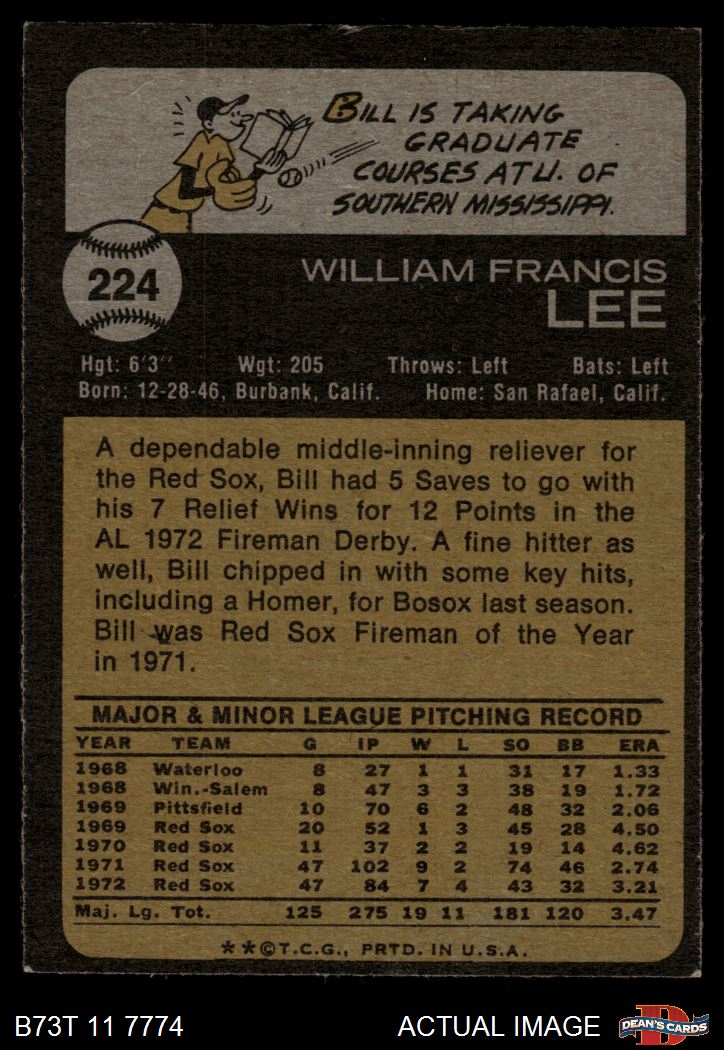 BILL IS TAKING
GRADUATE
COURSES AT U. OF
SOUTHERN MISSISSIPPI.
224
WILLIAM FRANCIS
LEE
Hgt: 6'3'' Wgt: 205 Throws: Left Bats: Left
Born: 12-28-46, Burbank, Calif. Home: San Rafael, Calif.
A dependable middle-inning reliever for
the Red Sox, Bill had 5 Saves to go with
his 7 Relief Wins for 12 Points in the
AL 1972 Fireman Derby. A fine hitter as
well, Bill chipped in with some key hits,
including a Homer, for Bosox last season.
Bill was Red Sox Fireman of the Year
in 1971.
MAJOR & MINOR LEAGUE PITCHING RECORD
YEAR TEAM G IP W L SO BB ERA
1968 Waterloo 8 27 1 1 31 17 1.33
1968 Win.-Salem 8 47 3 3 38 19 1.72
1969 Pittsfield 10 70 6 2 48 32 2.06
1969 Red Sox 20 52 1 3 45 28 4.50
1970 Red Sox 11 37 2 2 19 14 4.62
1971 Red Sox 47 102 9 2 74 46 2.74
1972 Red Sox 47 84 7 4 43 32 3.21
Maj. Lg. Tot. 125 275 19 11 181 120 3.47
**©T.C.G., PRTD. IN U.S.A.
B73T 11 7774 ACTUAL IMAGE D DEAN'S CARDS